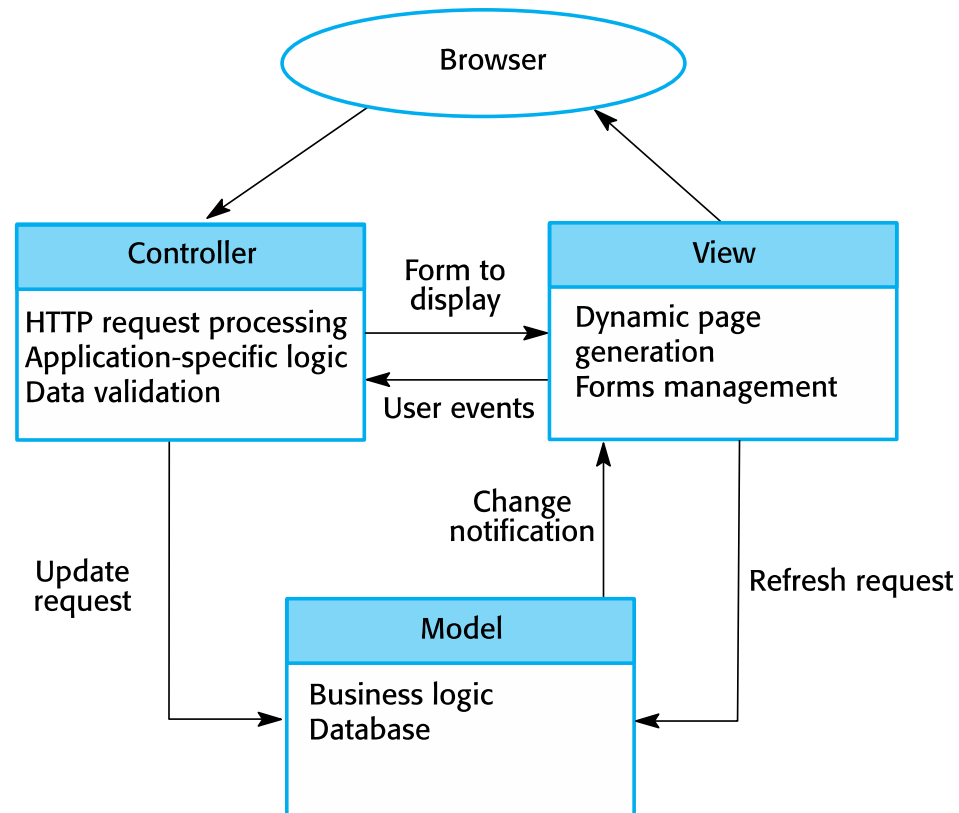 Browser
Controller
HTTP request processing
Application-specific logic
Data validation
Form to
display
User events
View
Dynamic page
generation
Forms management
Update
request
Change
notification
Refresh request
Model
Business logic
Database